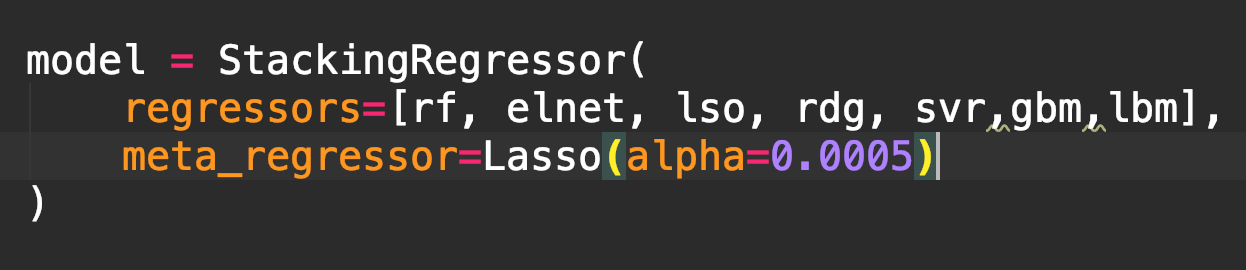 model = StackingRegressor(
    regressors=[rf, elnet, lso, rdg, svr,gbm,lbm],
    meta_regressor=Lasso(alpha=0.0005)
)